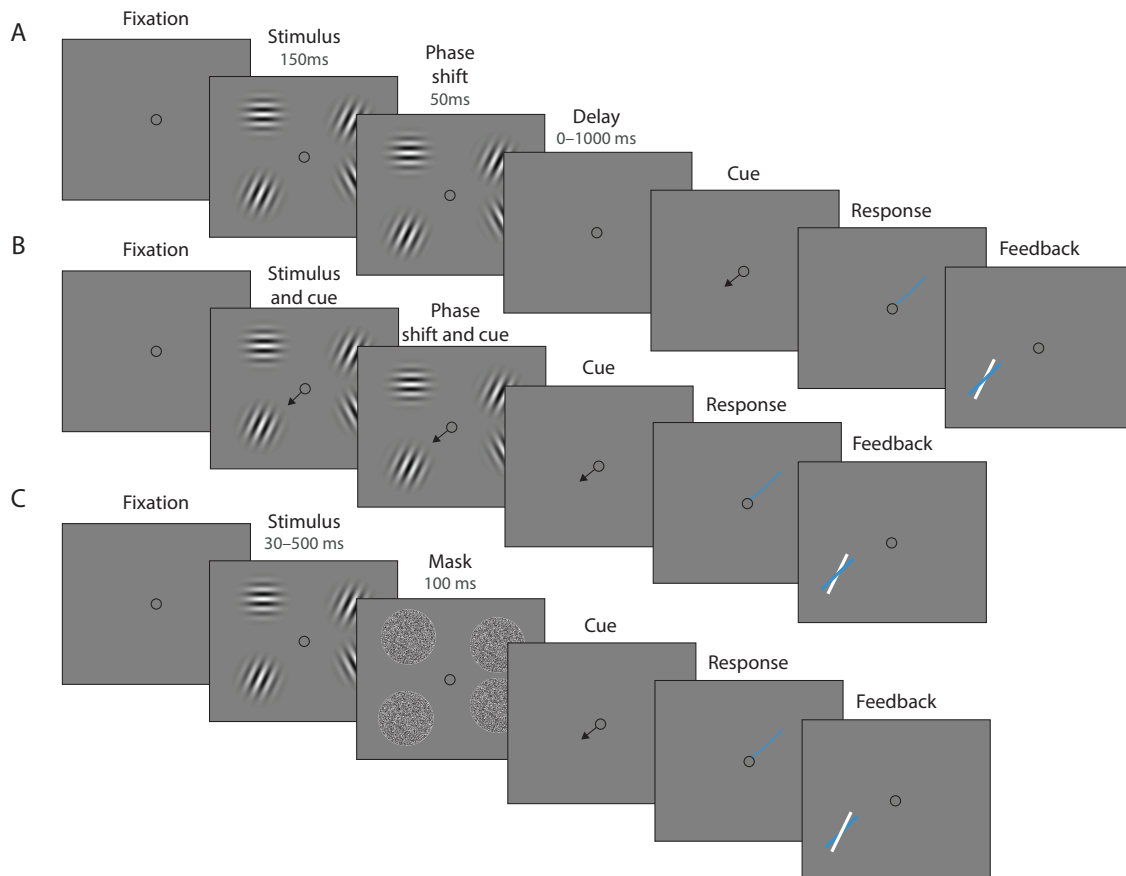 A
Fixation
Stimulus
150ms
Phase
shift
50ms
Delay
0–1000 ms
Cue
Response
Feedback
B
Fixation
Stimulus
and cue
Phase
shift and cue
Cue
Response
Feedback
C
Fixation
Stimulus
30–500 ms
Mask
100 ms
Cue
Response
Feedback